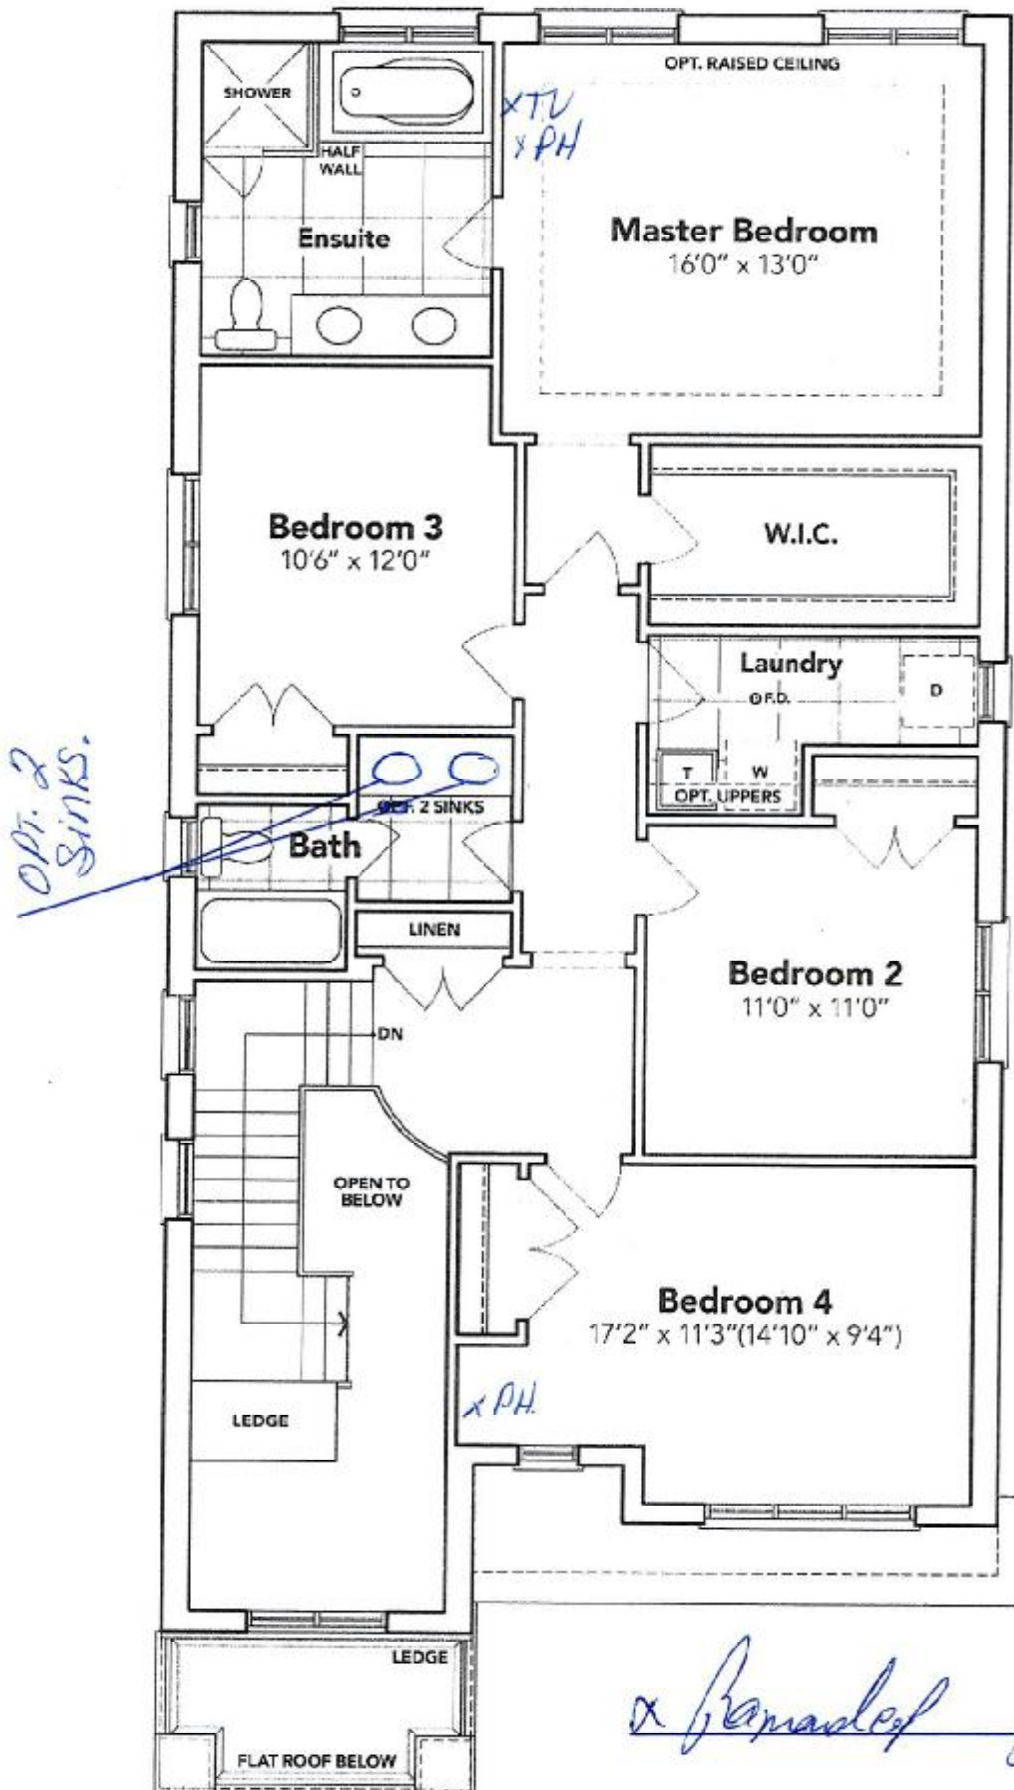 OPT. RAISED CEILING
SHOWER
xTV
xPH
HALF
WALL
Ensuite
Master Bedroom
16'0" x 13'0"
Bedroom 3
10'6" x 12'0"
W.I.C.
Laundry
F.D.
D
T
W
OPT. UPPERS
OPT. 2
SINKS.
OPT. 2 SINKS
Bath
LINEN
Bedroom 2
11'0" x 11'0"
DN
OPEN TO
BELOW
Bedroom 4
17'2" x 11'3"(14'10" x 9'4")
x PH.
LEDGE
LEDGE
FLAT ROOF BELOW
x